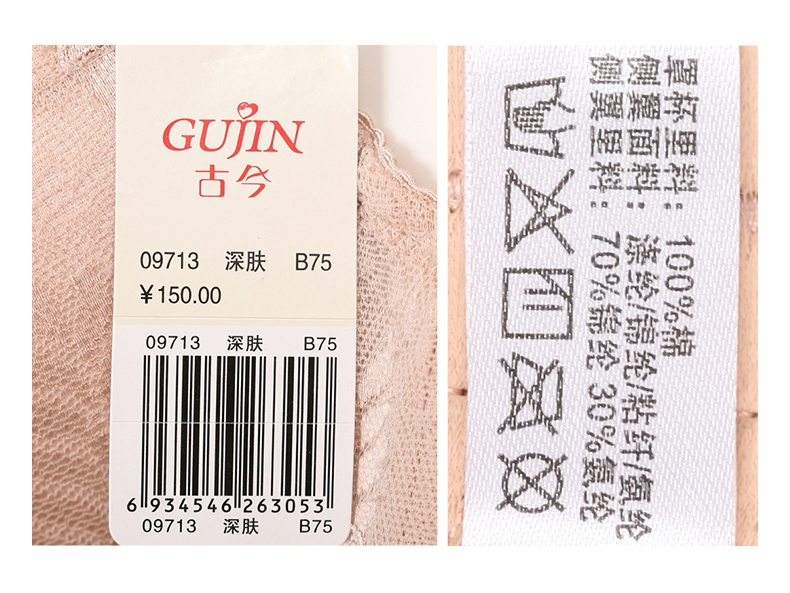 GUJIN
古今
09713 深肤 B75
¥150.00
09713 深肤 B75
6 934546 263053
09713 深肤 B75
罩杯里料: 100%棉
侧翼面料: 涤纶/锦纶/粘纤/氨纶
侧翼里料: 70%锦纶 30%氨纶